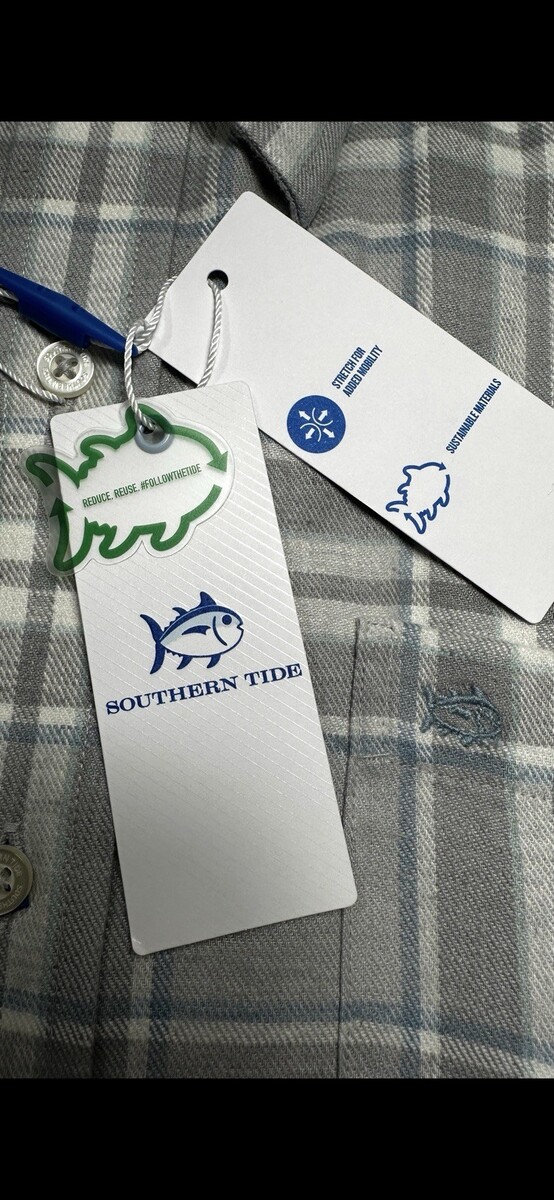 STRETCH FOR
ADDED MOBILITY
SUSTAINABLE MATERIALS
REDUCE. REUSE. #FOLLOWTHETIDE
SOUTHERN TIDE